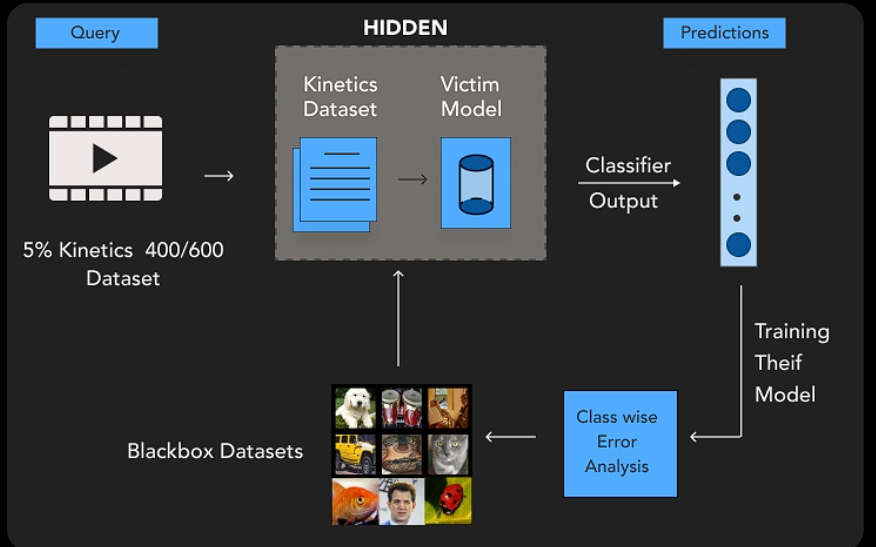 Query
HIDDEN
Predictions
Kinetics
Dataset
Victim
Model
Classifier
Output
5% Kinetics 400/600
Dataset
Training
Theif
Model
Class wise
Error
Analysis
Blackbox Datasets